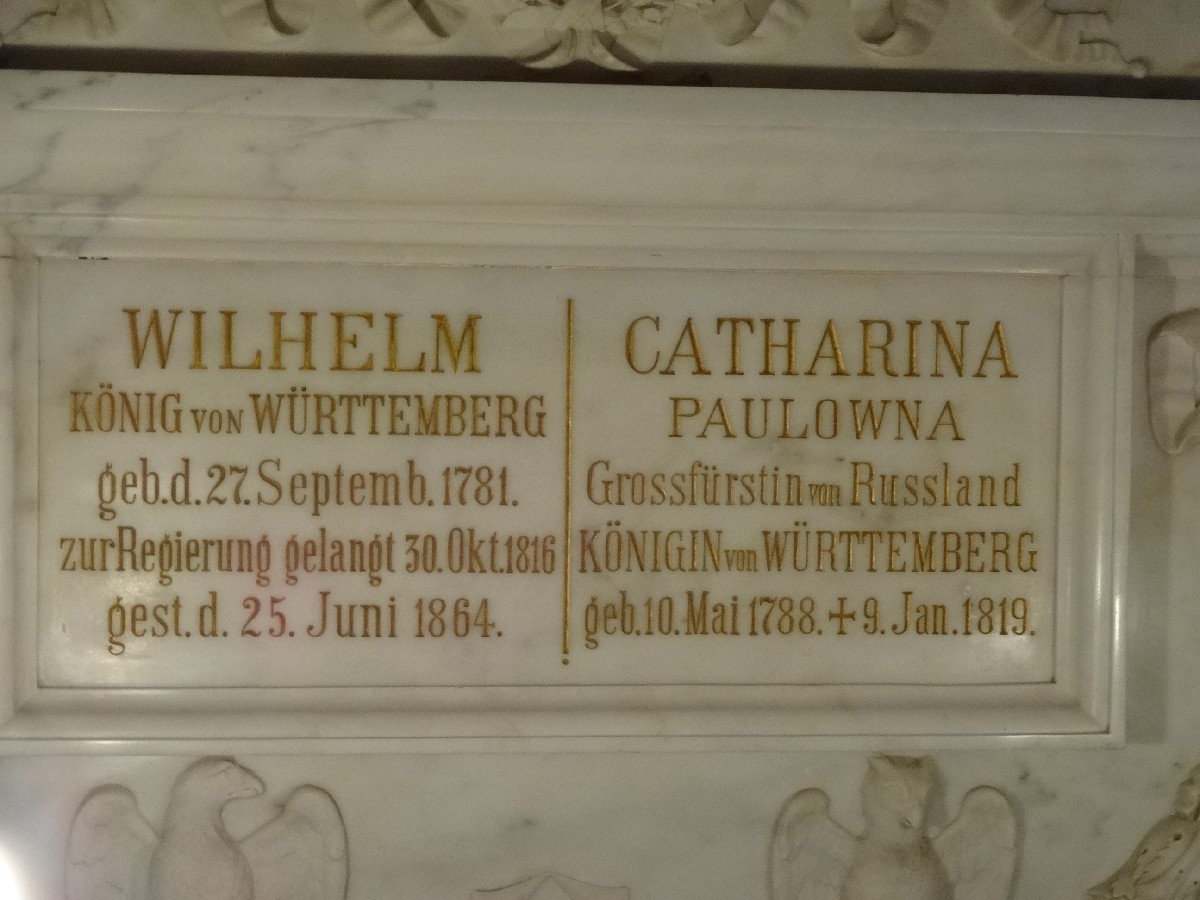 WILHELM
KÖNIG VON WÜRTTEMBERG
geb.d. 27. Septemb. 1781.
zur Regierung gelangt 30. Okt. 1816
gest. d. 25. Juni 1864.
CATHARINA
PAULOWNA
Grossfürstin von Russland
KÖNIGIN von WÜRTTEMBERG
geb. 10. Mai 1788. ✝ 9. Jan. 1819.